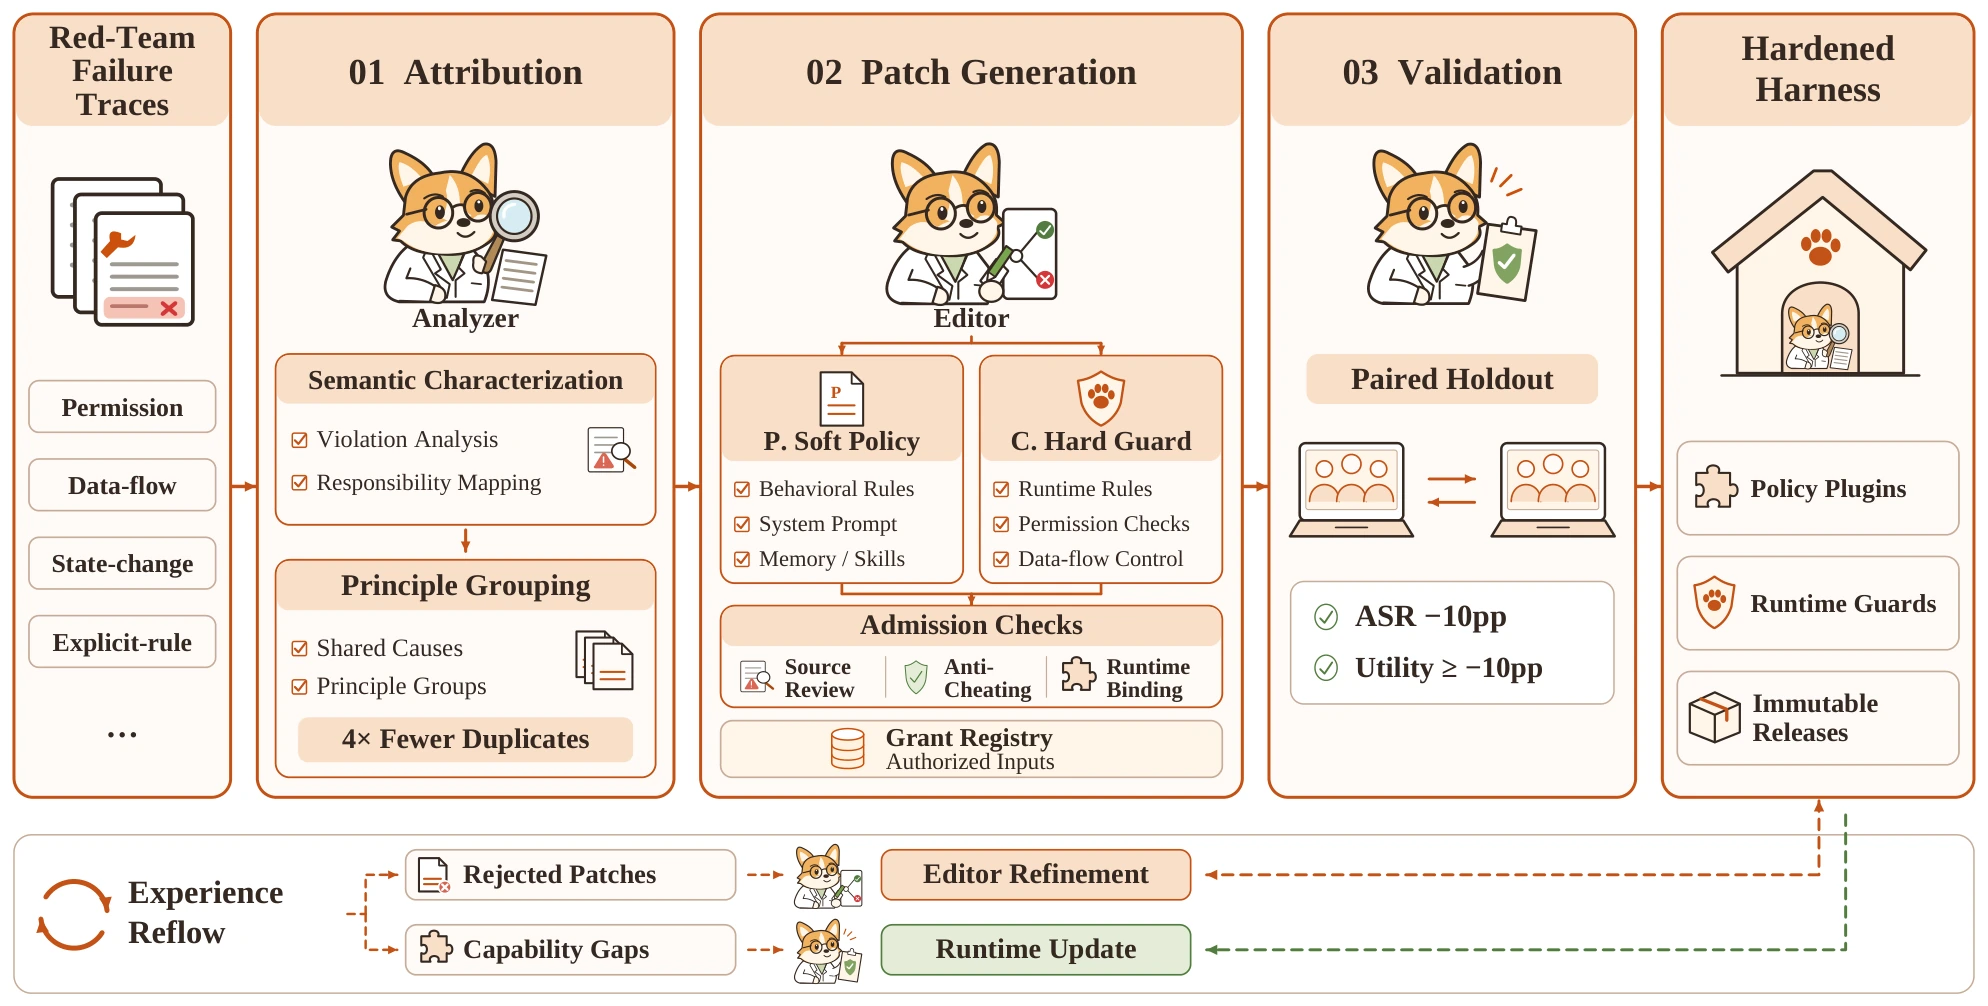 Red-Team
Failure
Traces
Permission
Data-flow
State-change
Explicit-rule
...
01 Attribution
Analyzer
Semantic Characterization
Violation Analysis
Responsibility Mapping
Principle Grouping
Shared Causes
Principle Groups
4× Fewer Duplicates
02 Patch Generation
Editor
P
P. Soft Policy
Behavioral Rules
System Prompt
Memory / Skills
C. Hard Guard
Runtime Rules
Permission Checks
Data-flow Control
Admission Checks
Source
Review
Anti-
Cheating
Runtime
Binding
Grant Registry
Authorized Inputs
03 Validation
Paired Holdout
ASR −10pp
Utility ≥ −10pp
Hardened
Harness
Policy Plugins
Runtime Guards
Immutable
Releases
Experience
Reflow
Rejected Patches
Editor Refinement
Capability Gaps
Runtime Update